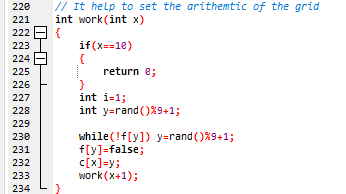 220 // It help to set the arithemtic of the grid
221 int work(int x)
222 {
223 if(x==10)
224 {
225 return 0;
226 }
227 int i=1;
228 int y=rand()%9+1;
229
230 while(!f[y]) y=rand()%9+1;
231 f[y]=false;
232 c[x]=y;
233 work(x+1);
234 }